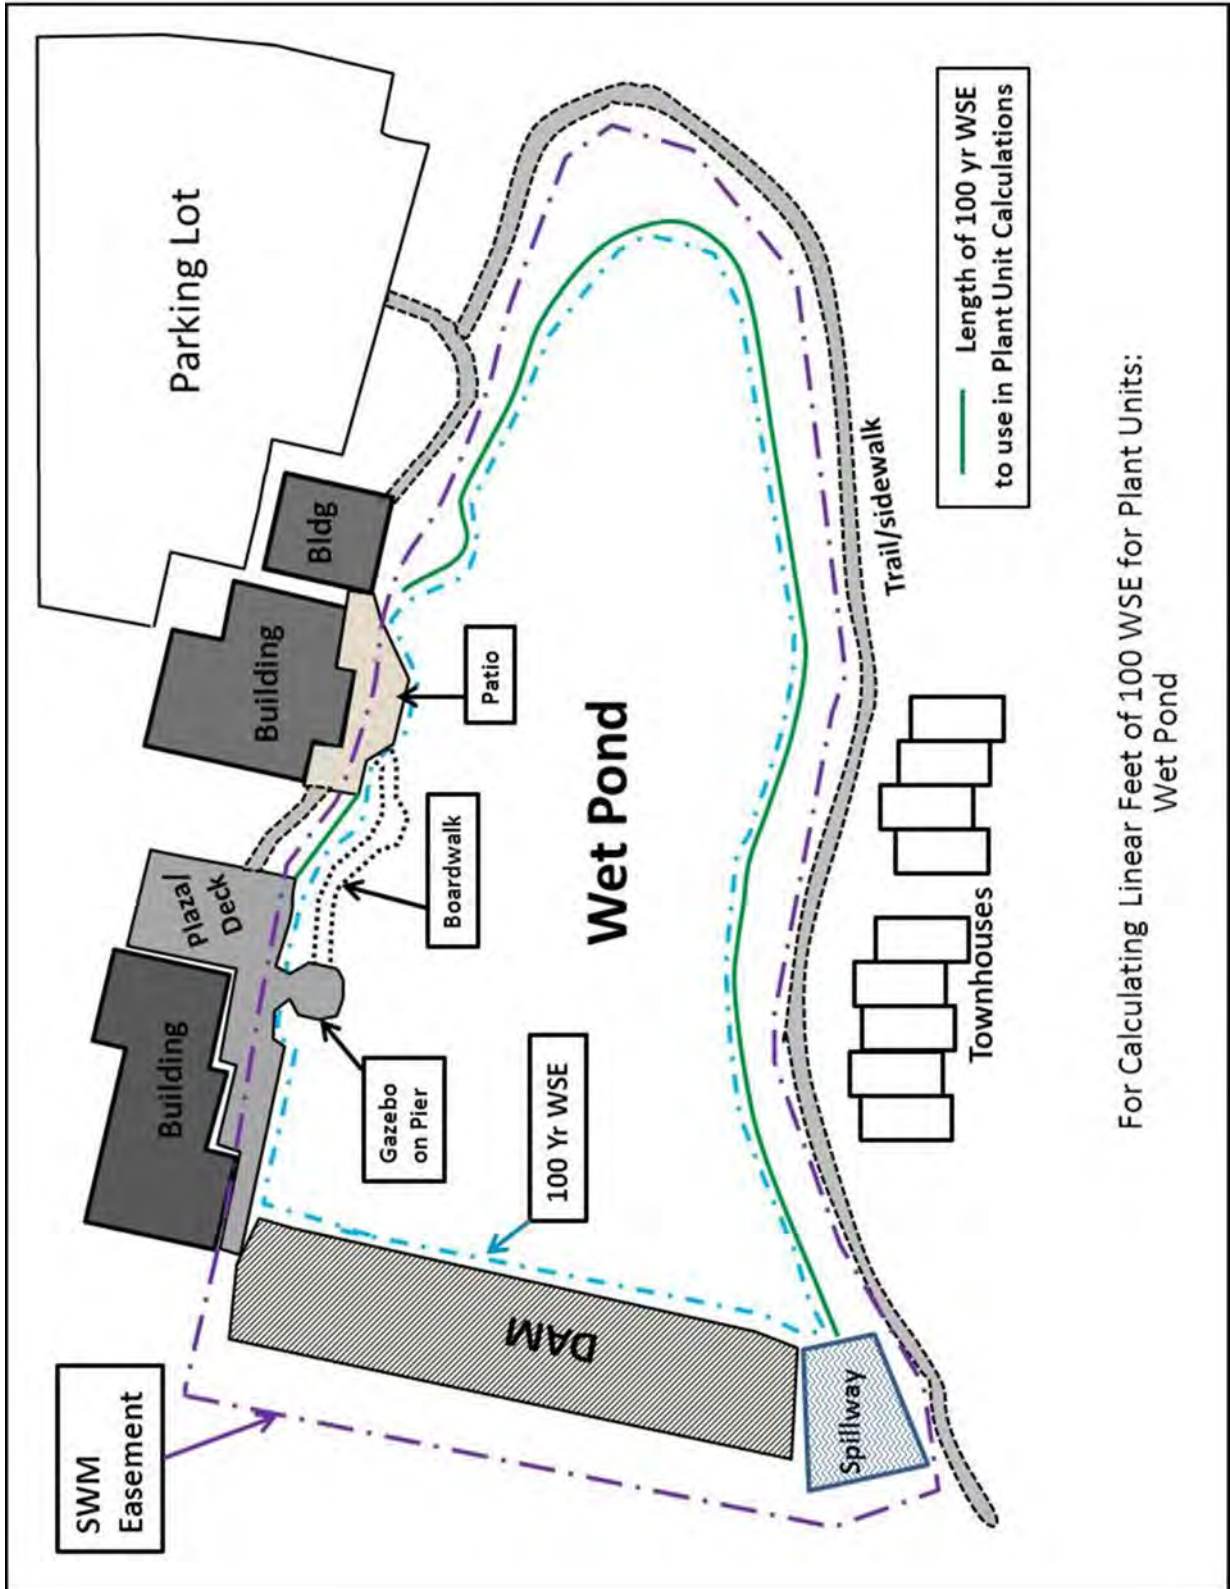 Parking Lot
Bldg
Building
Patio
Plazal
Deck
Building
Boardwalk
Gazebo
on Pier
Wet Pond
100 Yr WSE
DAM
SWM
Easement
Spillway
Trail/sidewalk
Townhouses
Length of 100 yr WSE
to use in Plant Unit Calculations
For Calculating Linear Feet of 100 WSE for Plant Units:
Wet Pond